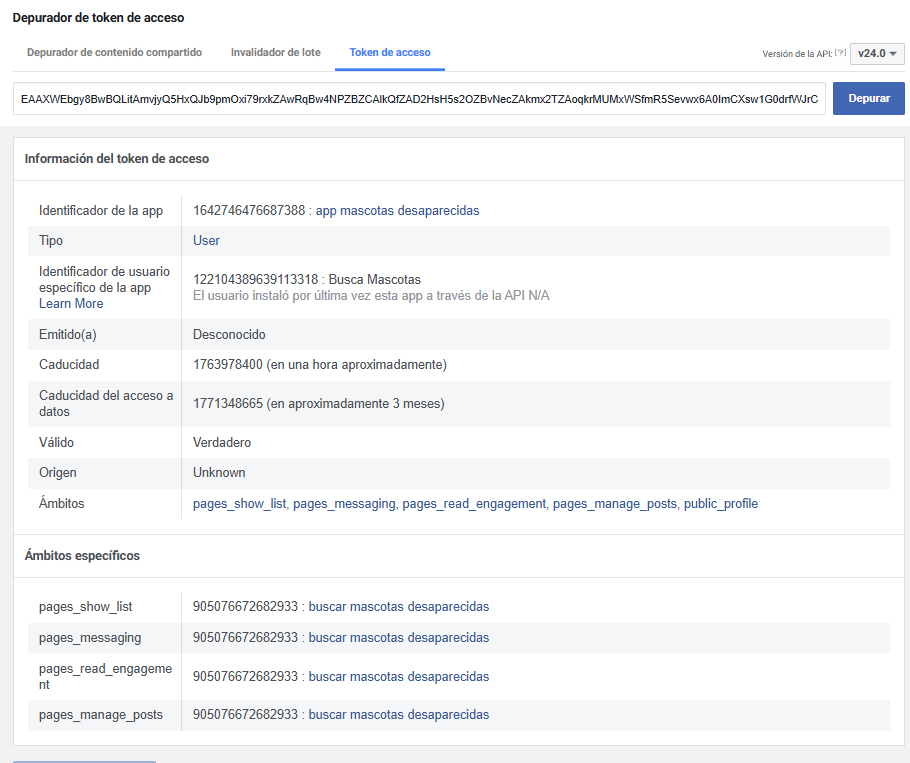 Depurador de token de acceso
Depurador de contenido compartido
Invalidador de lote
Token de acceso
Versión de la API: [?]
v24.0
EAAXWEbgy8BwBQLitAmvjyQ5HxQJb9pmOxi79rxkZAwRqBw4NPZBZCAlkQfZAD2HsH5s2OZBvNecZAkmx2TZAoqkrMUMxWSfmR5Sevwx6A0ImCXsw1G0drfWJrC
Depurar
Información del token de acceso
Identificador de la app
1642746476687388 : app mascotas desaparecidas
Tipo
User
Identificador de usuario
específico de la app
Learn More
122104389639113318 : Busca Mascotas
El usuario instaló por última vez esta app a través de la API N/A
Emitido(a)
Desconocido
Caducidad
1763978400 (en una hora aproximadamente)
Caducidad del acceso a
datos
1771348665 (en aproximadamente 3 meses)
Válido
Verdadero
Origen
Unknown
Ámbitos
pages_show_list, pages_messaging, pages_read_engagement, pages_manage_posts, public_profile
Ámbitos específicos
pages_show_list
905076672682933 : buscar mascotas desaparecidas
pages_messaging
905076672682933 : buscar mascotas desaparecidas
pages_read_engageme
nt
905076672682933 : buscar mascotas desaparecidas
pages_manage_posts
905076672682933 : buscar mascotas desaparecidas